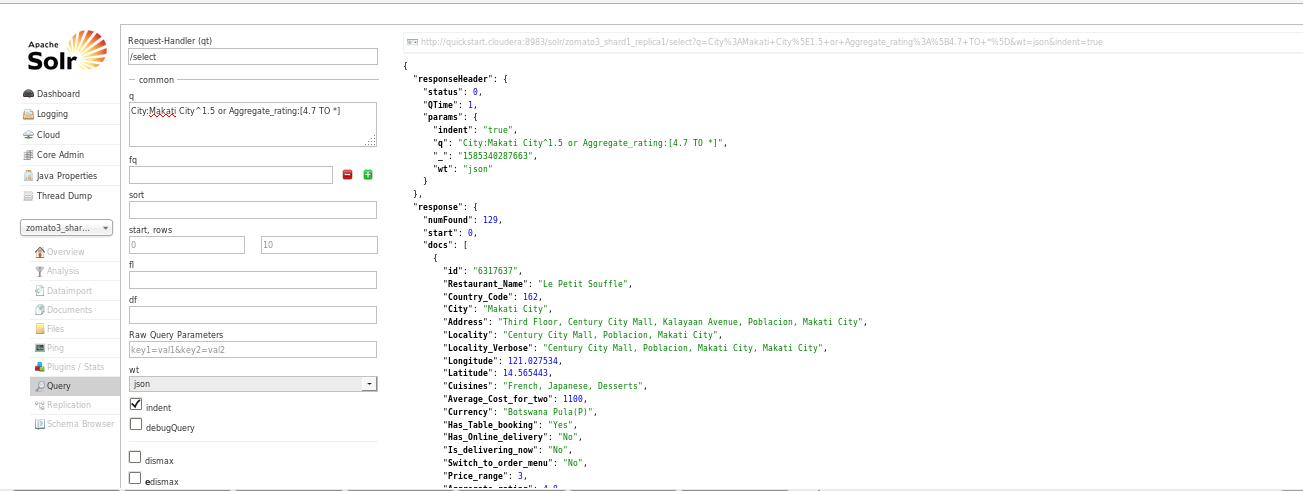 Apache
Solr
Dashboard
Logging
Cloud
Core Admin
Java Properties
Thread Dump
zomato3_shar...
Overview
Analysis
Dataimport
Documents
Files
Ping
Plugins / Stats
Query
Replication
Schema Browser
Request-Handler (qt)
/select
common
q
City:Makati City^1.5 or Aggregate_rating:[4.7 TO *]
fq
sort
start, rows
0 10
fl
df
Raw Query Parameters
key1=val1&key2=val2
wt
json
indent
debugQuery
dismax
edismax
http://quickstart.cloudera:8983/solr/zomato3_shard1_replica1/select?q=City%3AMakati+City%5E1.5+or+Aggregate_rating%3A%5B4.7+TO+*%5D&wt=json&indent=true
{
"responseHeader": {
"status": 0,
"QTime": 1,
"params": {
"indent": "true",
"q": "City:Makati City^1.5 or Aggregate_rating:[4.7 TO *]",
"_": "1585340287663",
"wt": "json"
}
},
"response": {
"numFound": 129,
"start": 0,
"docs": [
{
"id": "6317637",
"Restaurant_Name": "Le Petit Souffle",
"Country_Code": 162,
"City": "Makati City",
"Address": "Third Floor, Century City Mall, Kalayaan Avenue, Poblacion, Makati City",
"Locality": "Century City Mall, Poblacion, Makati City",
"Locality_Verbose": "Century City Mall, Poblacion, Makati City, Makati City",
"Longitude": 121.027534,
"Latitude": 14.565443,
"Cuisines": "French, Japanese, Desserts",
"Average_Cost_for_two": 1100,
"Currency": "Botswana Pula(P)",
"Has_Table_booking": "Yes",
"Has_Online_delivery": "No",
"Is_delivering_now": "No",
"Switch_to_order_menu": "No",
"Price_range": 3,
"Aggregate_rating": 4.8,